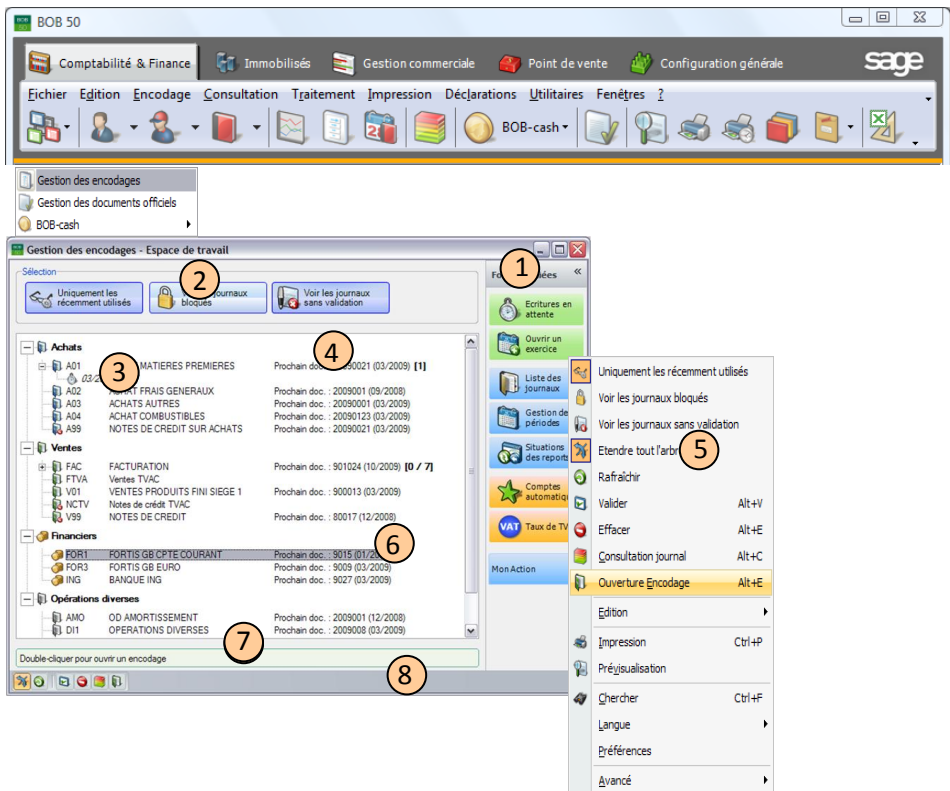 BOB 50
Comptabilité & Finance Immobilisés Gestion commerciale Point de vente Configuration générale sage
Fichier Edition Encodage Consultation Traitement Impression Déclarations Utilitaires Fenêtres ?
BOB-cash
Gestion des encodages
Gestion des documents officiels
BOB-cash
Gestion des encodages - Espace de travail
Sélection
Uniquement les
récemment utilisés
journaux
bloqués
Voir les journaux
sans validation
1
2
Ecritures en
attente
Ouvrir un
exercice
Liste des
journaux
Gestion de
périodes
Situations
des reports
Comptes
VAT Taux de
Mon Action
4
Achats
A01 MATIERES PREMIERES Prochain doc. : 20090021 (03/2009) [1]
3
A02 ACHAT FRAIS GENERAUX Prochain doc. : 2009001 (09/2008)
A03 ACHATS AUTRES Prochain doc. : 20090001 (03/2009)
A04 ACHAT COMBUSTIBLES Prochain doc. : 20090123 (03/2009)
A99 NOTES DE CREDIT SUR ACHATS Prochain doc. : 20090021 (03/2009)
Ventes
FAC FACTURATION Prochain doc. : 901024 (10/2009) [0 / 7]
FTVA Ventes TVAC
V01 VENTES PRODUITS FINI SIEGE 1 Prochain doc. : 900013 (03/2009)
NCTV Notes de crédit TVAC
V99 NOTES DE CREDIT Prochain doc. : 80017 (12/2008)
Financiers
6
FOR1 FORTIS GB CPTE COURANT Prochain doc. : 9015
FOR3 FORTIS GB EURO Prochain doc. : 9009 (03/2009)
ING BANQUE ING Prochain doc. : 9027 (03/2009)
Opérations diverses
AMO OD AMORTISSEMENT Prochain doc. : 2009001 (12/2008)
DI1 OPERATIONS DIVERSES Prochain doc. : 2009008 (03/2009)
7
Double-cliquer pour ouvrir un encodage
8
Uniquement les récemment utilisés
Voir les journaux bloqués
Voir les journaux sans validation
Etendre tout l'arbr 5
Rafraîchir
Valider Alt+V
Effacer Alt+E
Consultation journal Alt+C
Ouverture Encodage Alt+E
Edition
Impression Ctrl+P
Prévisualisation
Chercher Ctrl+F
Langue
Préférences
Avancé